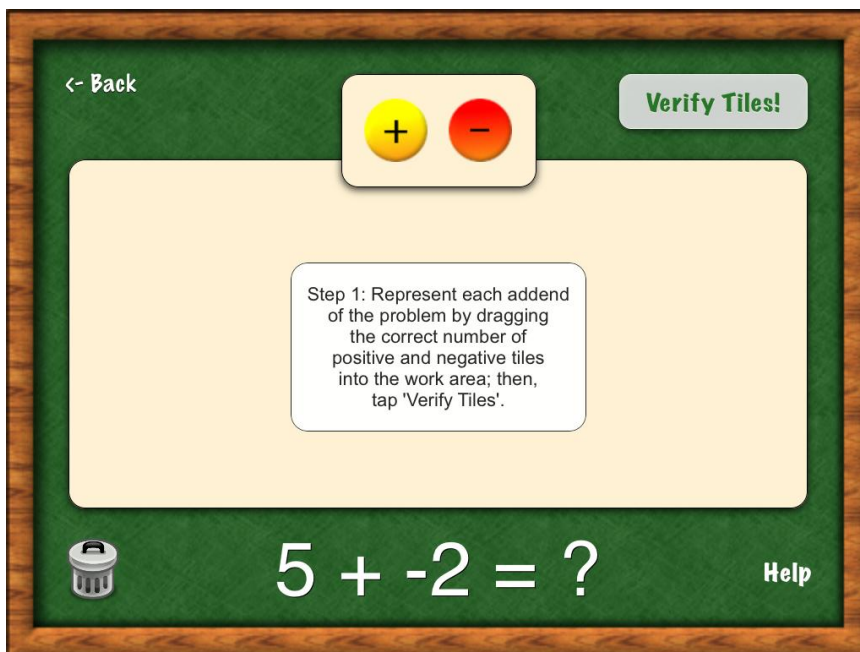 <- Back
+ -
Verify Tiles!
Step 1: Represent each addend
of the problem by dragging
the correct number of
positive and negative tiles
into the work area; then,
tap 'Verify Tiles'.
5 + -2 = ?
Help